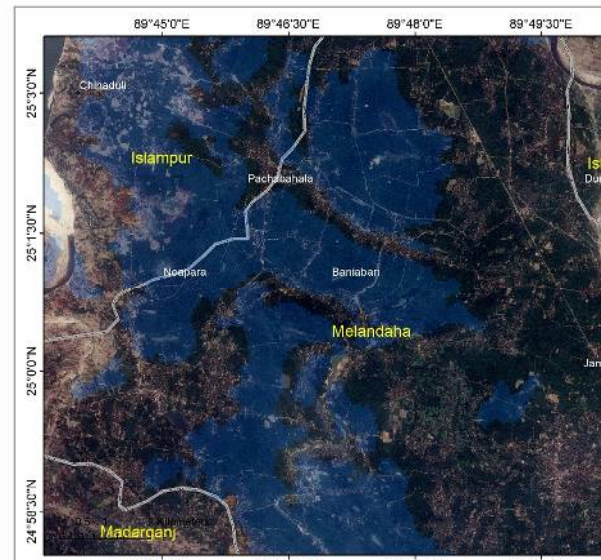 89°45'0"E 89°46'30"E 89°48'0"E 89°49'30"E
25°3'0"N
Chinaduli
Islampur
Pachabahala
25°1'30"N
Noapara
Baniabari
Melandaha
25°0'0"N
24°58'30"N
Madarganj